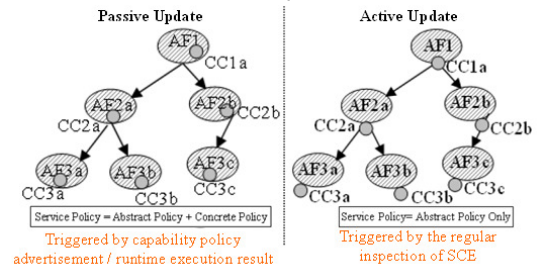 Passive Update
AF1
CC1a
AF2a
AF2b
CC2a
CC2b
AF3a
AF3b
AF3c
CC3a
CC3b
CC3c
Service Policy = Abstract Policy + Concrete Policy
Triggered by capability policy
advertisement / runtime execution result
Active Update
AF1
CC1a
AF2a
AF2b
CC2a
CC2b
AF3a
AF3b
AF3c
CC3a
CC3b
CC3c
Service Policy= Abstract Policy Only
Triggered by the regular
inspection of SCE